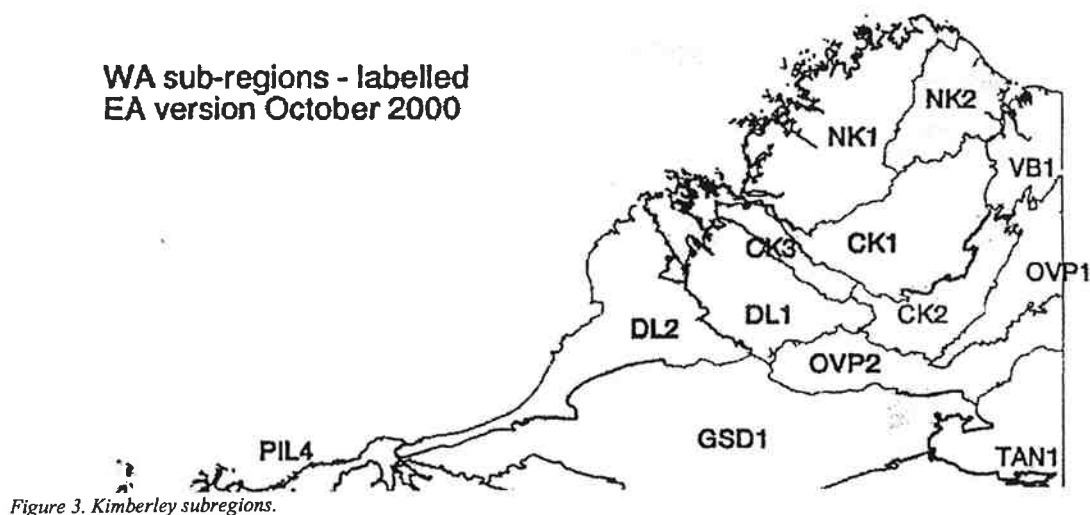 WA sub-regions - labelled
EA version October 2000
NK2
NK1
VB1
CK1
CK3
OVP1
CK2
DL1
DL2
OVP2
GSD1
PIL4
TAN1
Figure 3. Kimberley subregions.